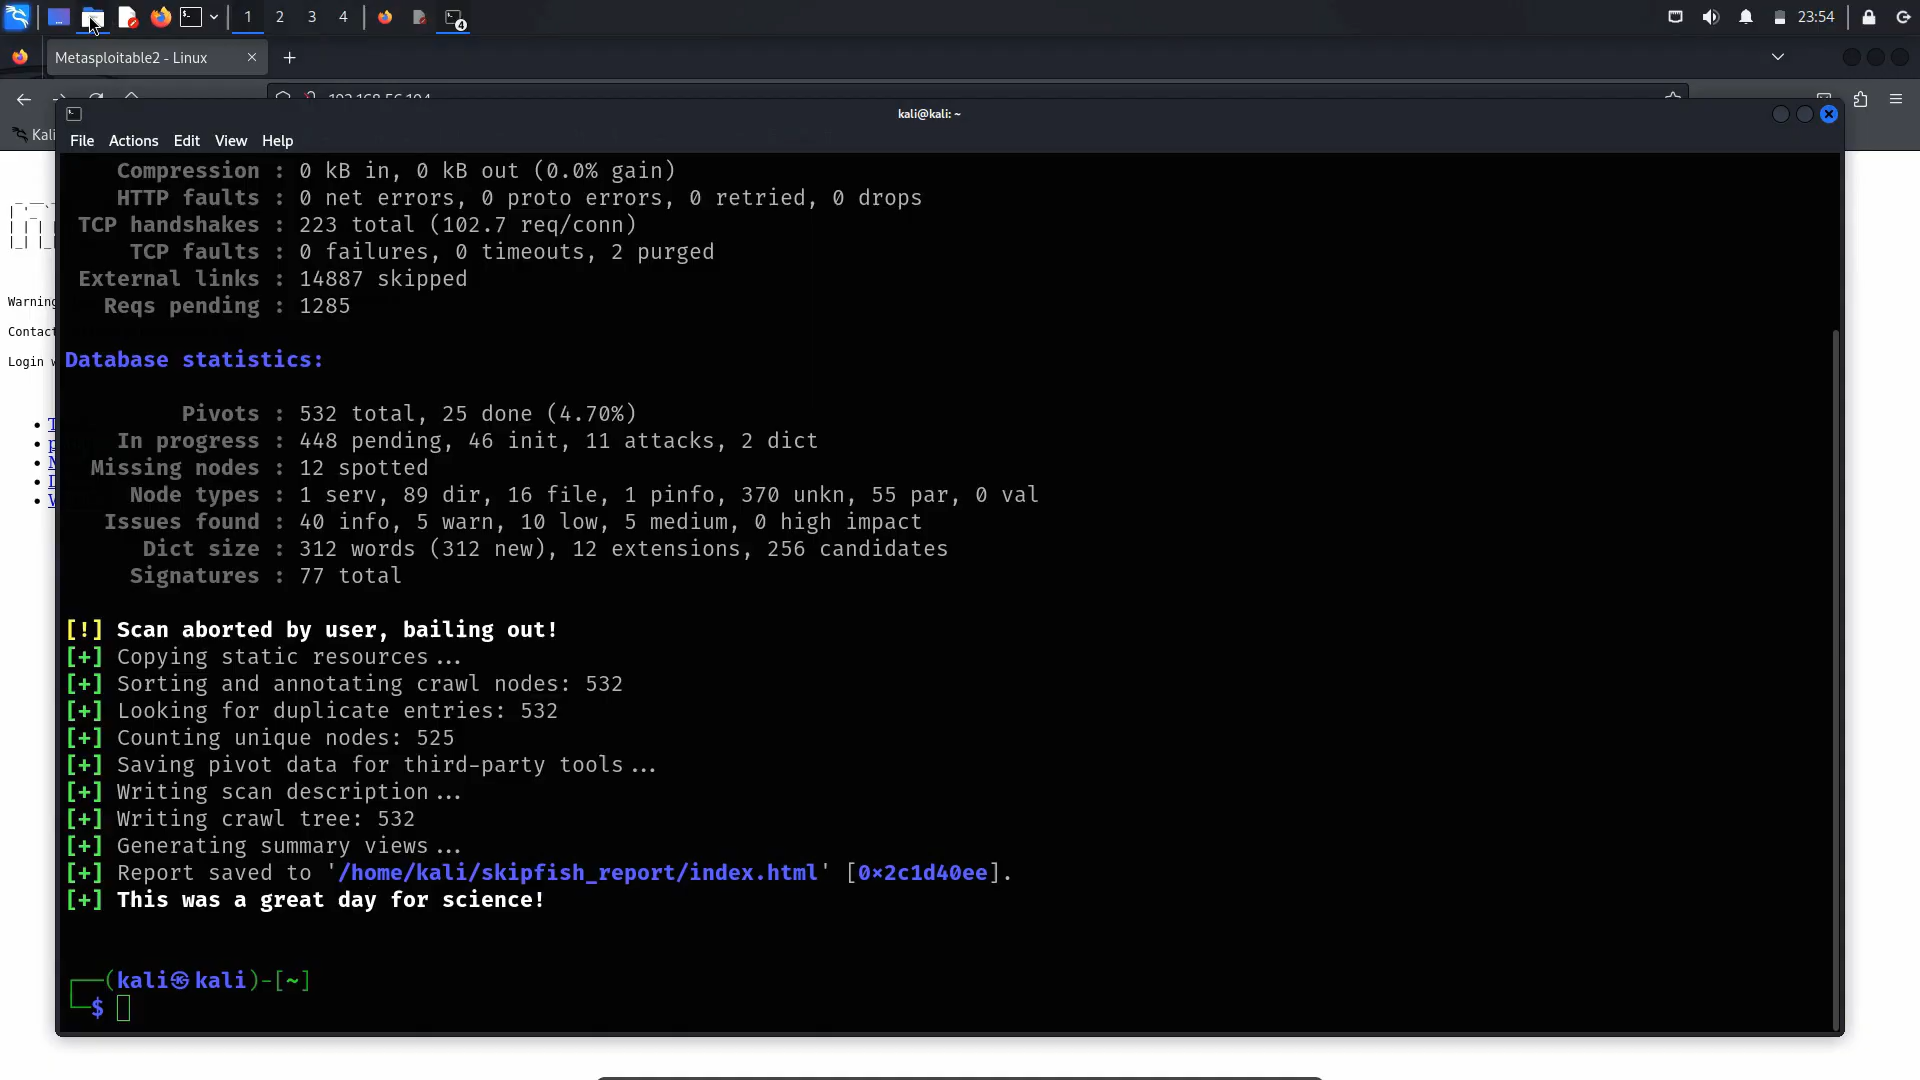 1 2 3 4 4 23:54
Metasploitable2 - Linux
192.168.56.104
kali@kali: ~
Kali
File Actions Edit View Help
Compression : 0 kB in, 0 kB out (0.0% gain)
HTTP faults : 0 net errors, 0 proto errors, 0 retried, 0 drops
TCP handshakes : 223 total (102.7 req/conn)
TCP faults : 0 failures, 0 timeouts, 2 purged
External links : 14887 skipped
Warning
Reqs pending : 1285
Contact
Login
Database statistics:
Pivots : 532 total, 25 done (4.70%)
In progress : 448 pending, 46 init, 11 attacks, 2 dict
Missing nodes : 12 spotted
Node types : 1 serv, 89 dir, 16 file, 1 pinfo, 370 unkn, 55 par, 0 val
Issues found : 40 info, 5 warn, 10 low, 5 medium, 0 high impact
Dict size : 312 words (312 new), 12 extensions, 256 candidates
Signatures : 77 total
[!] Scan aborted by user, bailing out!
[+] Copying static resources ...
[+] Sorting and annotating crawl nodes: 532
[+] Looking for duplicate entries: 532
[+] Counting unique nodes: 525
[+] Saving pivot data for third-party tools ...
[+] Writing scan description ...
[+] Writing crawl tree: 532
[+] Generating summary views ...
[+] Report saved to '/home/kali/skipfish_report/index.html' [0×2c1d40ee].
[+] This was a great day for science!
┌──(kali㉿kali)-[~]
└─$